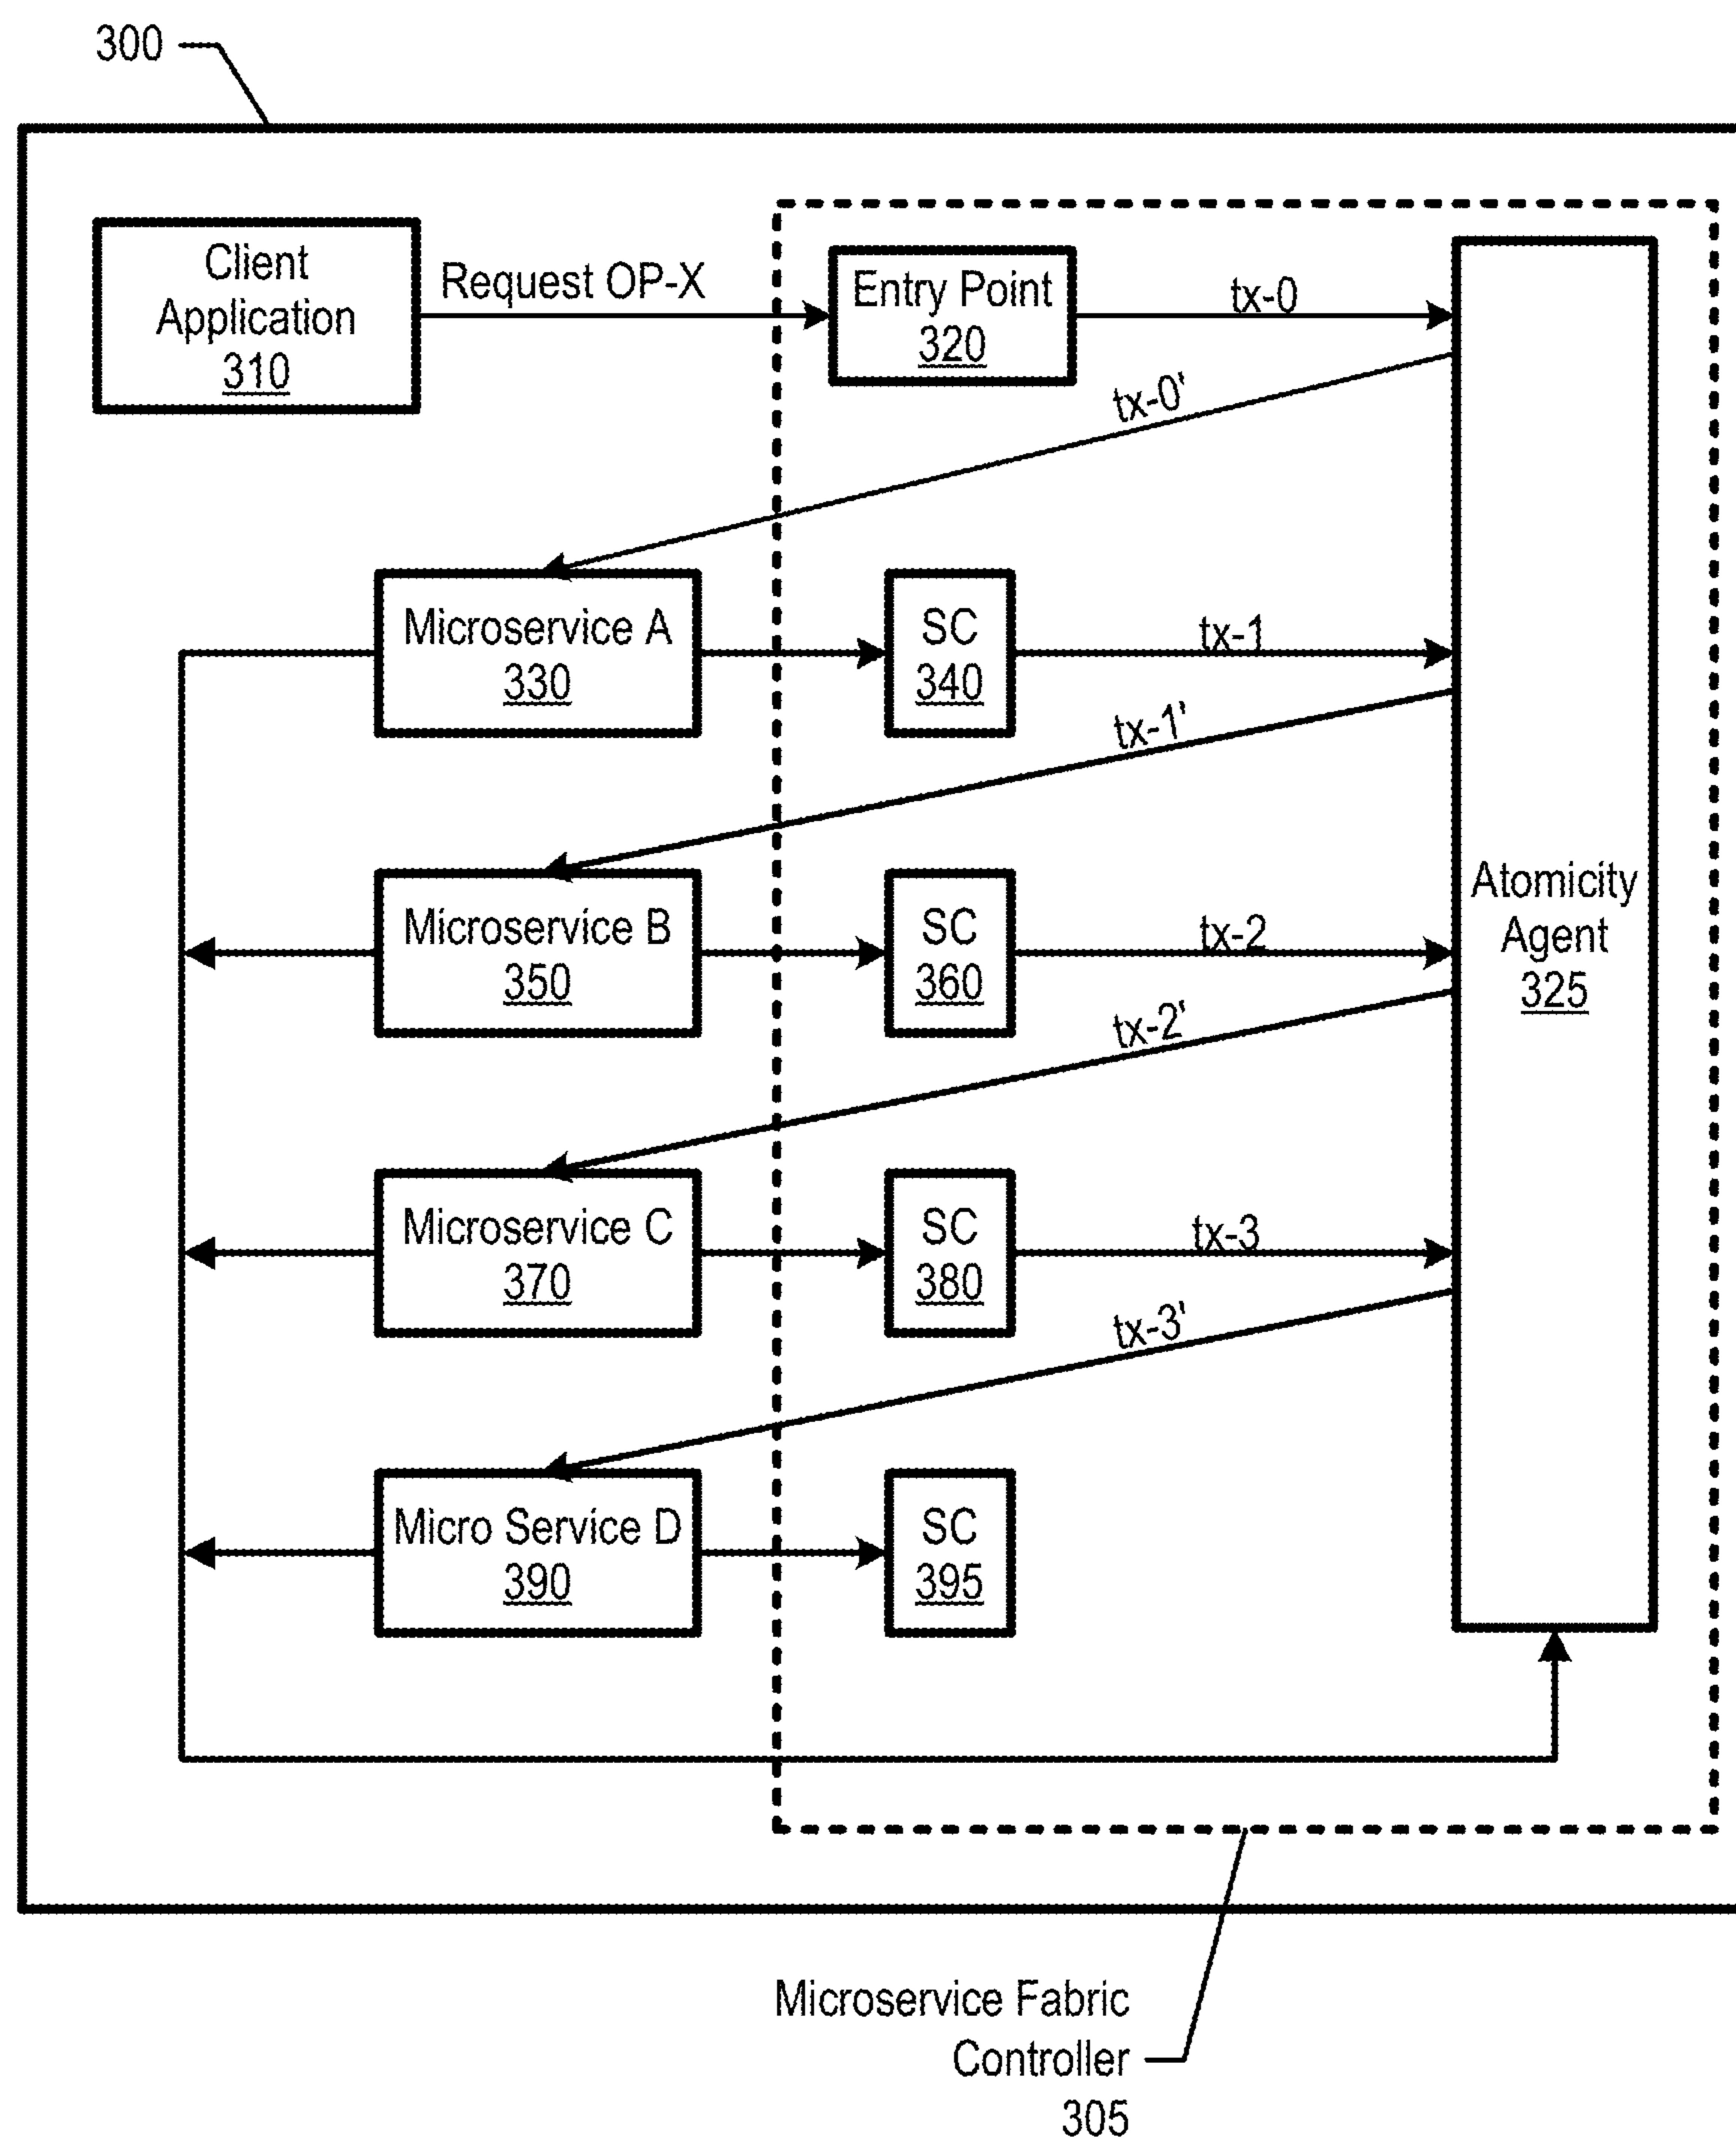 300
Client
Application
310
Request OP-X
Entry Point
320
tx-0
tx-0'
Microservice A
330
SC
340
tx-1
tx-1'
Microservice B
350
SC
360
tx-2
Atomicity
Agent
325
tx-2'
Microservice C
370
SC
380
tx-3
tx-3'
Micro Service D
390
SC
395
Microservice Fabric
Controller
305